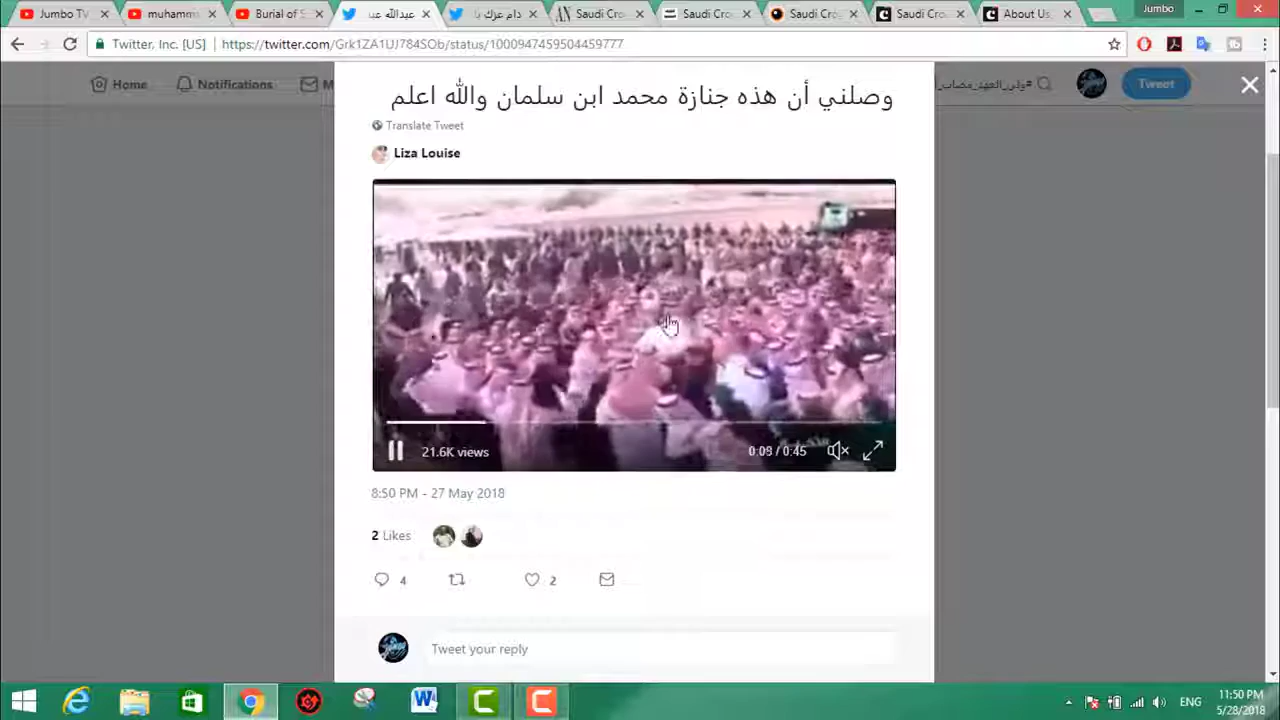 Jumbo TV
muhamma
Burial of S
عبدالله عبد
دام عزك يا
Saudi Cro
Saudi Cro
Saudi Cro
Saudi Cro
About Us
Jumbo
Twitter, Inc. [US]
https://twitter.com/Grk1ZA1UJ784SOb/status/1000947459504459777
Home
Notifications
M
Tweet
وصلني أن هذه جنازة محمد ابن سلمان والله اعلم
Translate Tweet
Liza Louise
21.6K views
0:09 / 0:45
8:50 PM - 27 May 2018
2 Likes
4
2
Tweet your reply
ENG
11:50 PM
5/28/2018